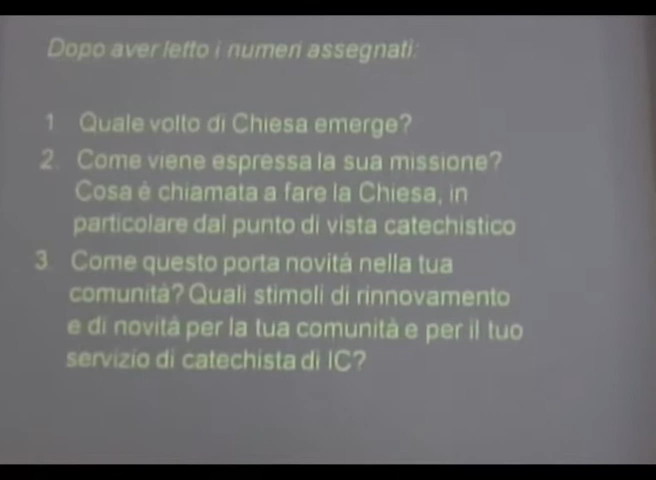 Dopo aver letto i numeri assegnati:
1 Quale volto di Chiesa emerge?
2. Come viene espressa la sua missione?
Cosa è chiamata a fare la Chiesa, in
particolare dal punto di vista catechistico
3. Come questo porta novità nella tua
comunità? Quali stimoli di rinnovamento
e di novità per la tua comunità e per il tuo
servizio di catechista di IC?